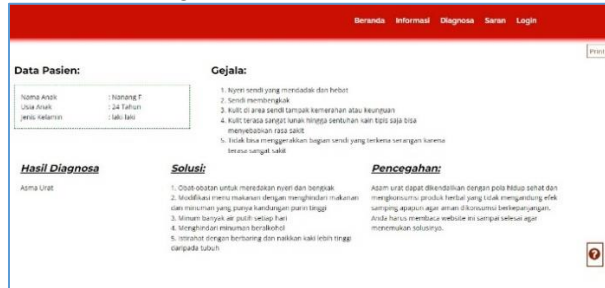 Beranda Informasi Diagnosa Saran Login
Print
Data Pasien:
Nama Anak : Nanang F
Usia Anak : 24 Tahun
Jenis Kelamin : laki laki
Gejala:
1. Nyeri sendi yang mendadak dan hebat
2. Sendi membengkak
3. Kulit di area sendi tampak kemerahan atau keunguan
4. Kulit terasa sangat lunak hingga sentuhan kain tipis saja bisa
menyebabkan rasa sakit
5. Tidak bisa menggerakkan bagian sendi yang terkena serangan karena
terasa sangat sakit
Hasil Diagnosa
Asma Urat
Solusi:
1. Obat-obatan untuk meredakan nyeri dan bengkak
2. Modifikasi menu makanan dengan menghindari makanan
dan minuman yang punya kandungan purin tinggi
3. Minum banyak air putih setiap hari
4. Menghindari minuman beralkohol
5. Istirahat dengan berbaring dan naikkan kaki lebih tinggi
daripada tubuh
Pencegahan:
Asam urat dapat dikendalikan dengan pola hidup sehat dan
mengkonsumsi produk herbal yang tidak mengandung efek
samping apapun agar aman dikonsumsi berkepanjangan.
Anda harus membaca website ini sampai selesai agar
menemukan solusinya.